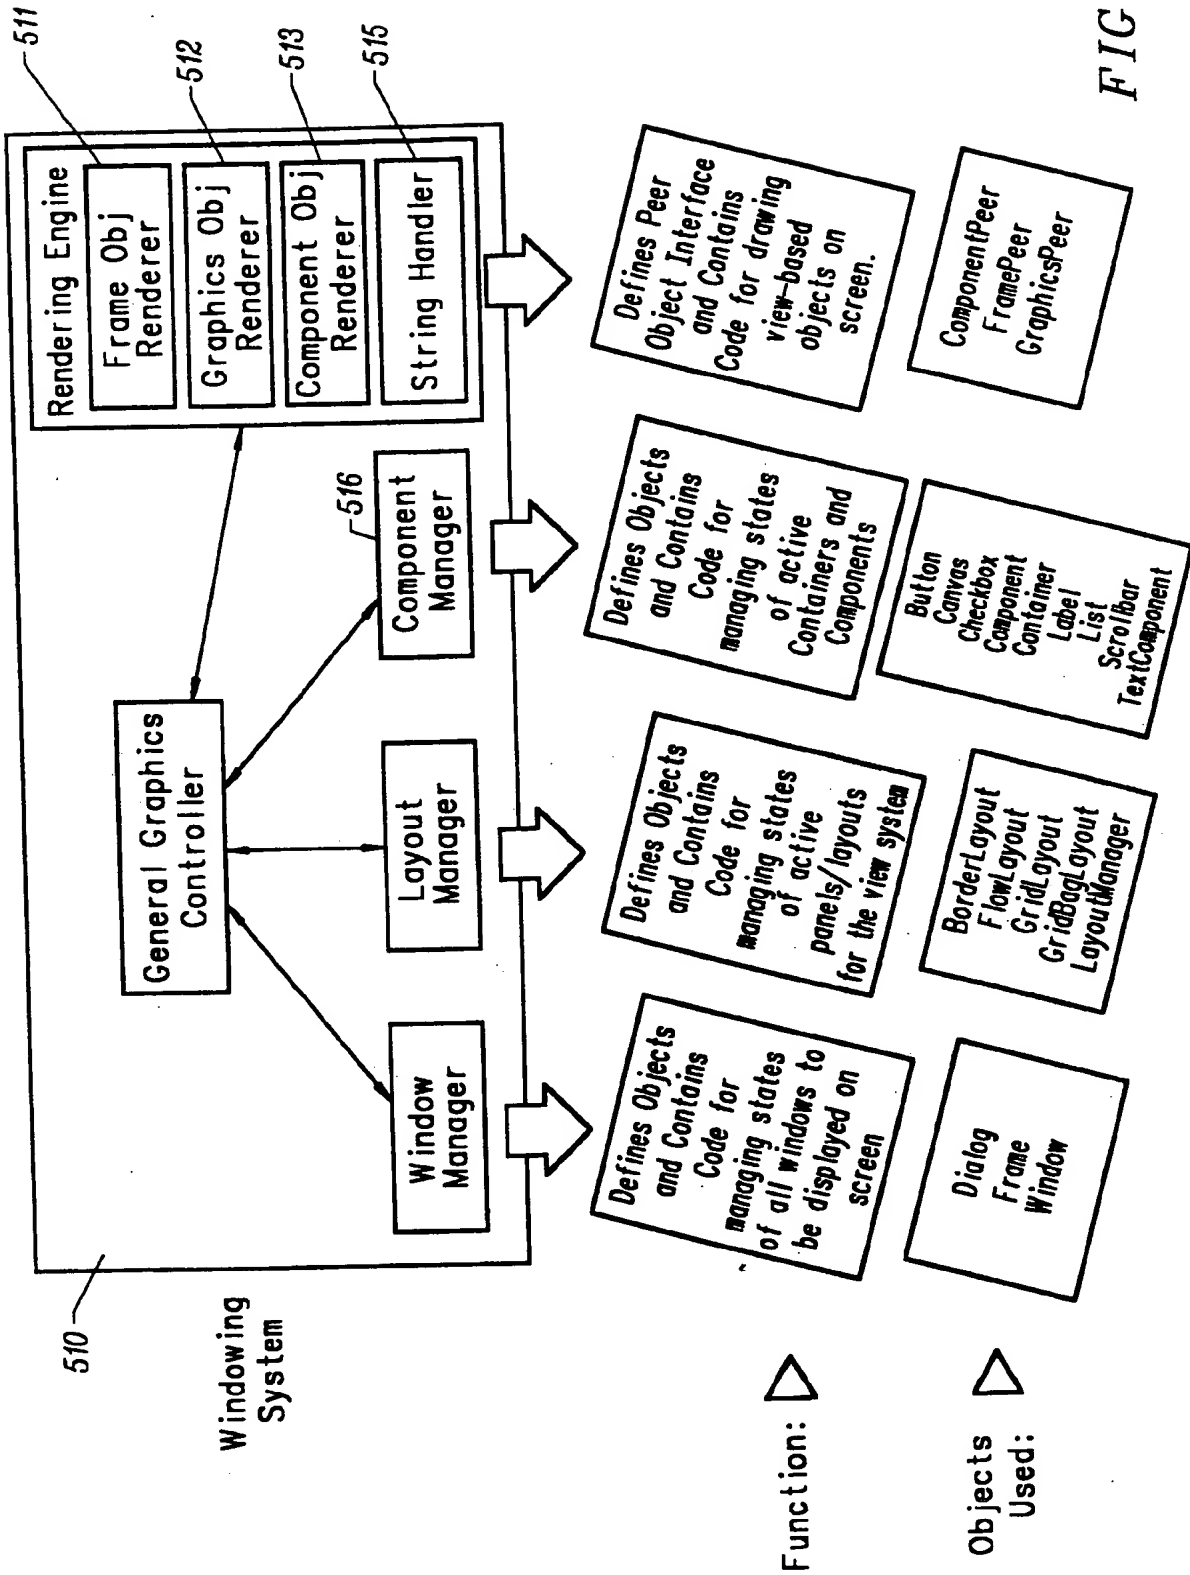 510
Windowing
System
General Graphics
Controller
Window
Manager
Layout
Manager
Component
Manager
516
Rendering Engine
Frame Obj
Renderer
Graphics Obj
Renderer
Component Obj
Renderer
String Handler
511
512
513
515
Function:
Defines Objects
and Contains
Code for
managing states
of all windows to
be displayed on
screen
Defines Objects
and Contains
Code for
managing states
of active
panels/layouts
for the view system
Defines Objects
and Contains
Code for
managing states
of active
Containers and
Components
Defines Peer
Object Interface
and Contains
Code for drawing
view-based
objects on
screen.
Objects
Used:
Dialog
Frame
Window
BorderLayout
FlowLayout
GridLayout
GridBagLayout
LayoutManager
Button
Canvas
Checkbox
Component
Container
Label
List
Scrollbar
TextComponent
ComponentPeer
FramePeer
GraphicsPeer
FIG